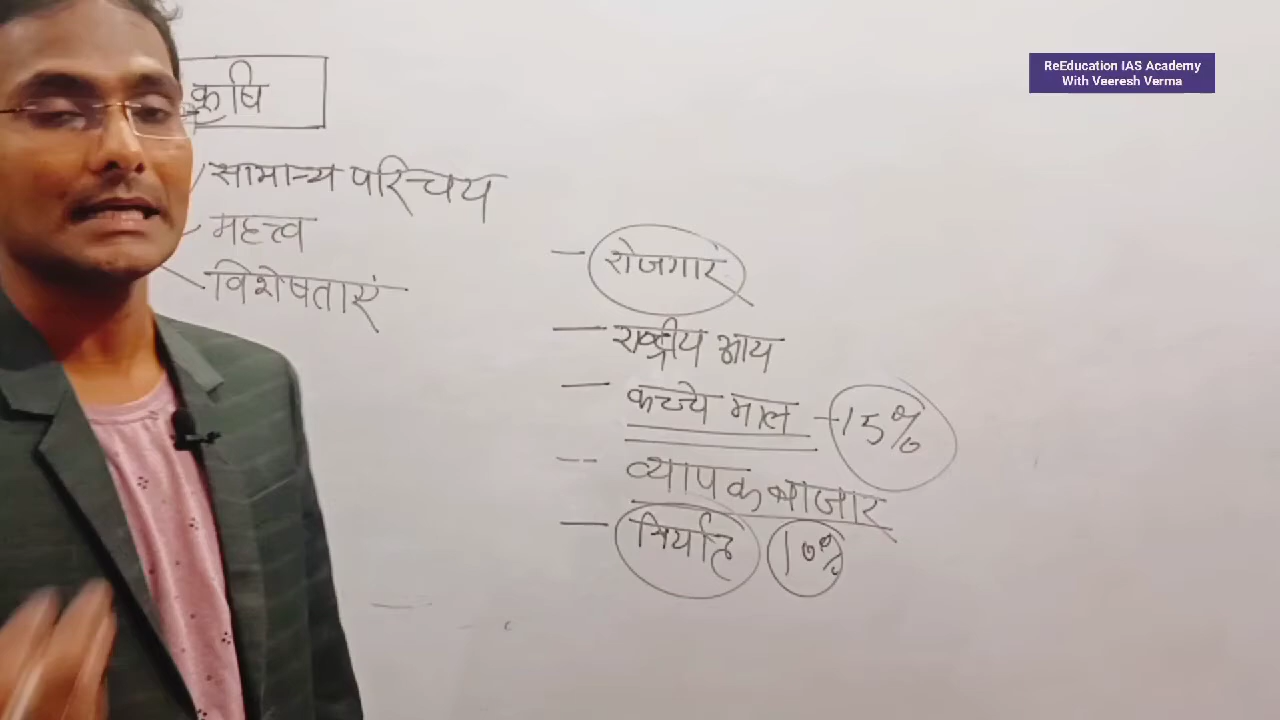 ReEducation IAS Academy
With Veeresh Verma
कृषि
सामान्य परिचय
महत्त्व
विशेषताएं
- रोजगार
- राष्ट्रीय आय
- कच्चे माल - 15%
- व्यापक बाजार
- निर्यात 10%